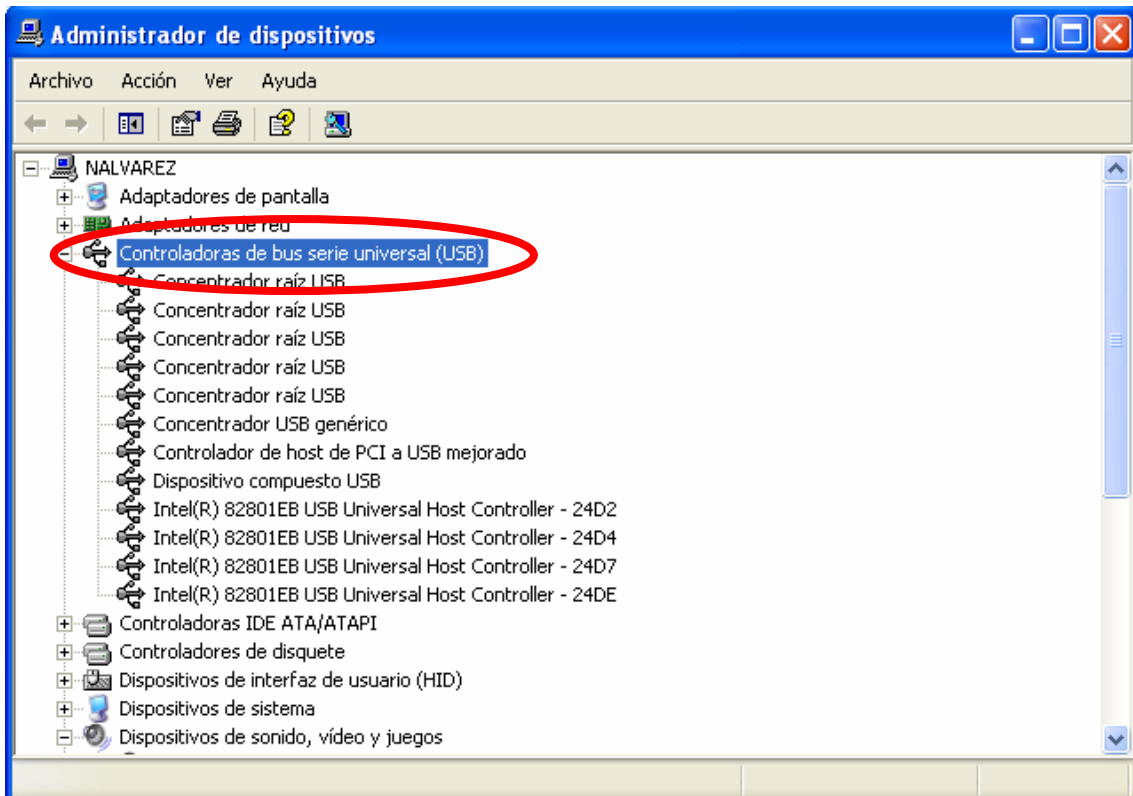 Administrador de dispositivos
Archivo Acción Ver Ayuda
NALVAREZ
Adaptadores de pantalla
Adaptadores de red
Controladoras de bus serie universal (USB)
Concentrador raíz USB
Concentrador raíz USB
Concentrador raíz USB
Concentrador raíz USB
Concentrador raíz USB
Concentrador USB genérico
Controlador de host de PCI a USB mejorado
Dispositivo compuesto USB
Intel(R) 82801EB USB Universal Host Controller - 24D2
Intel(R) 82801EB USB Universal Host Controller - 24D4
Intel(R) 82801EB USB Universal Host Controller - 24D7
Intel(R) 82801EB USB Universal Host Controller - 24DE
Controladoras IDE ATA/ATAPI
Controladores de disquete
Dispositivos de interfaz de usuario (HID)
Dispositivos de sistema
Dispositivos de sonido, vídeo y juegos